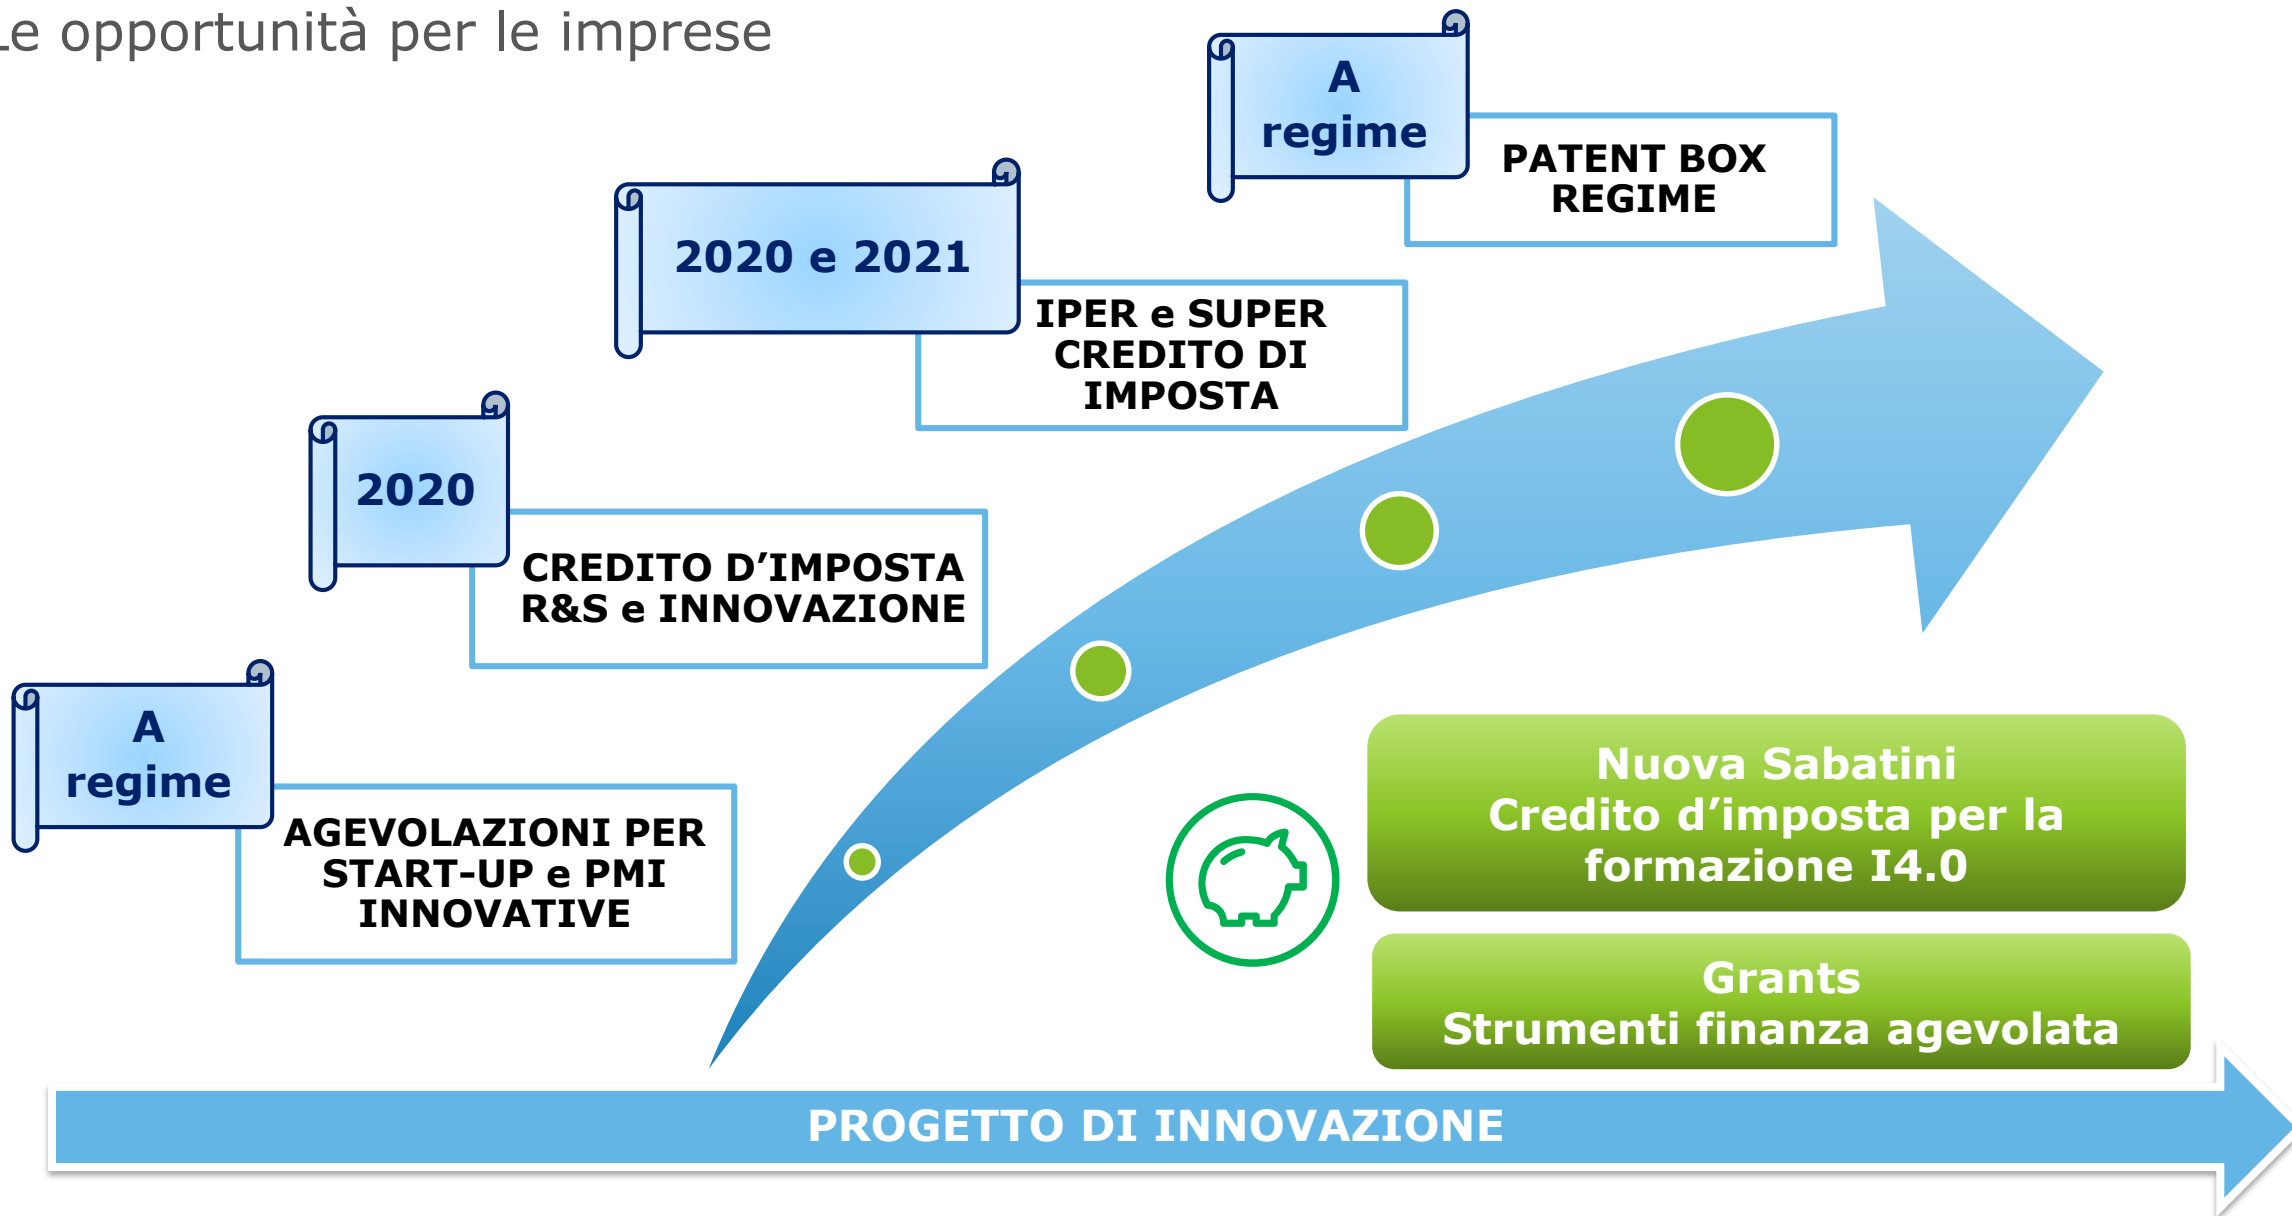 Le opportunità per le imprese
A
regime
PATENT BOX
REGIME
2020 e 2021
IPER e SUPER
CREDITO DI
IMPOSTA
2020
CREDITO D’IMPOSTA
R&S e INNOVAZIONE
A
regime
AGEVOLAZIONI PER
START-UP e PMI
INNOVATIVE
Nuova Sabatini
Credito d’imposta per la
formazione I4.0
Grants
Strumenti finanza agevolata
PROGETTO DI INNOVAZIONE